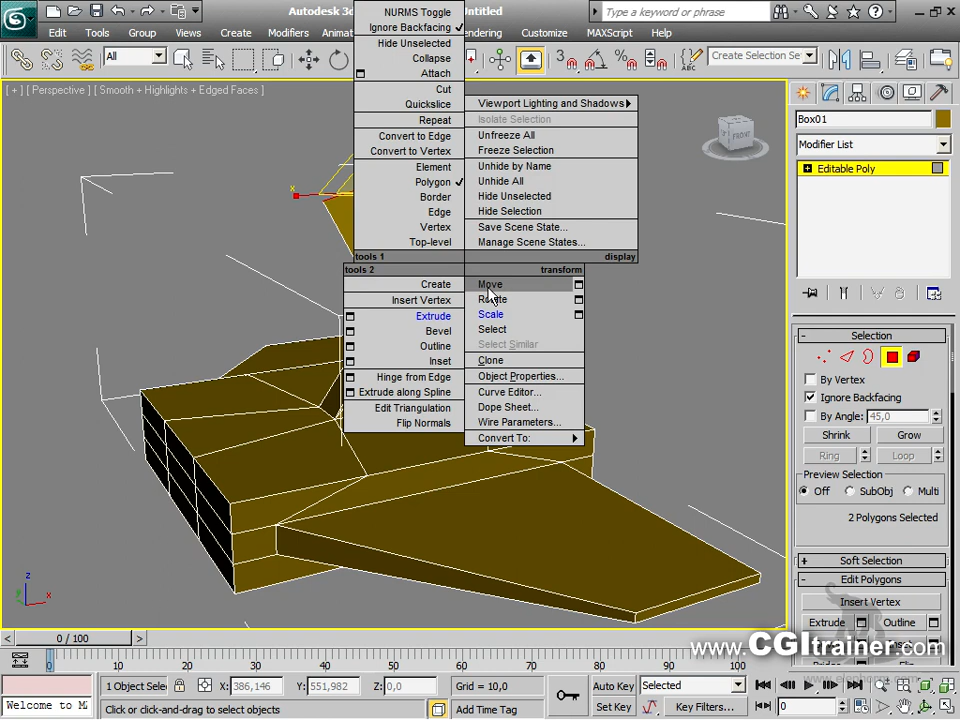 Autodesk 3d
Untitled
Type a keyword or phrase
Edit
Tools
Group
Views
Create
Modifiers
Animat
endering
Customize
MAXScript
Help
All
3
Create Selection Se
[ + ] [ Perspective ] [ Smooth + Highlights + Edged Faces ]
NURMS Toggle
Ignore Backfacing
Hide Unselected
Collapse
Attach
Cut
Quickslice
Repeat
Convert to Edge
Convert to Vertex
Element
Polygon
Border
Edge
Vertex
Top-level
tools 1
Viewport Lighting and Shadows
Isolate Selection
Unfreeze All
Freeze Selection
Unhide by Name
Unhide All
Hide Unselected
Hide Selection
Save Scene State...
Manage Scene States...
display
tools 2
transform
Create
Insert Vertex
Extrude
Bevel
Outline
Inset
Hinge from Edge
Extrude along Spline
Edit Triangulation
Flip Normals
Move
Rotate
Scale
Select
Select Similar
Clone
Object Properties...
Curve Editor...
Dope Sheet...
Wire Parameters...
Convert To:
FRONT
x
z
x
y
Box01
Modifier List
Editable Poly
Selection
By Vertex
Ignore Backfacing
By Angle:
45,0
Shrink
Grow
Ring
Loop
Preview Selection
Off
SubObj
Multi
2 Polygons Selected
Soft Selection
Edit Polygons
Insert Vertex
Extrude
Outline
www.CGItrainer.com
0 / 100
0
10
20
30
40
50
60
70
80
90
100
1 Object Sele
X: 386,146
Y: 551,982
Z: 0,0
Grid = 10,0
Auto Key
Selected
Welcome to M
Click or click-and-drag to select objects
Add Time Tag
Set Key
Key Filters...
0